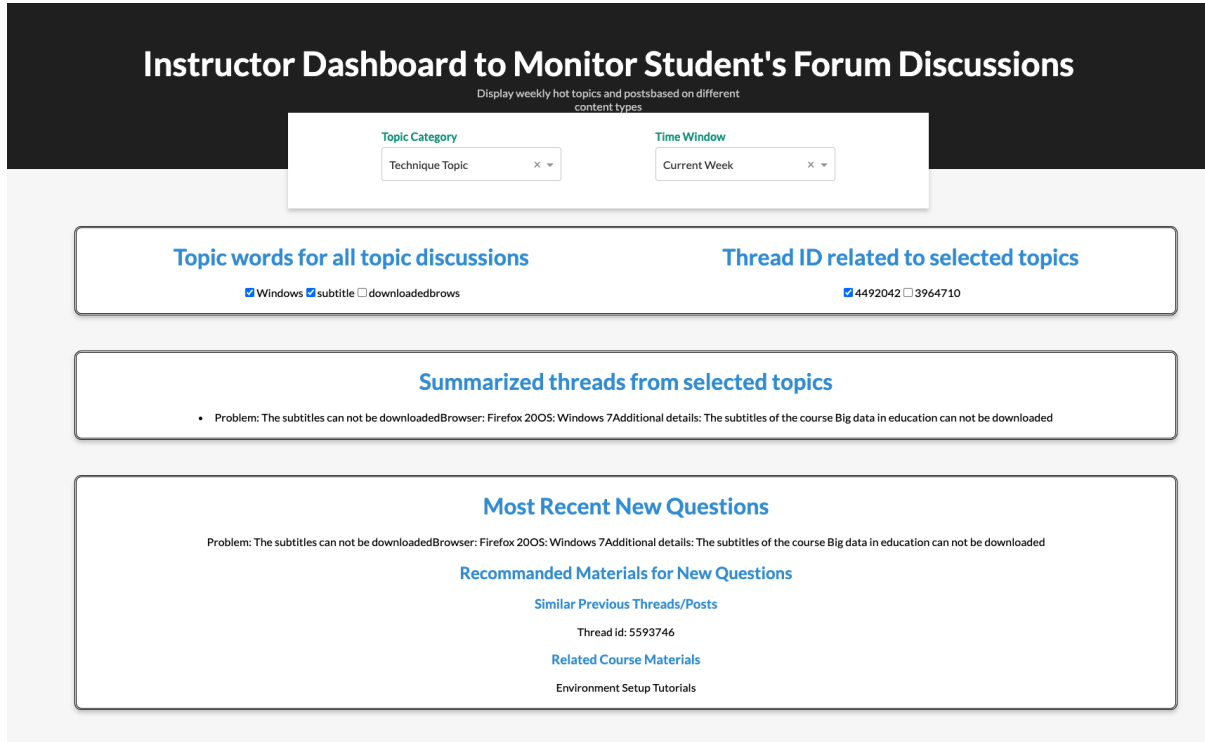 Instructor Dashboard to Monitor Student's Forum Discussions
Display weekly hot topics and postsbased on different
content types
Topic Category
Time Window
Technique Topic
Current Week
Topic words for all topic discussions
Thread ID related to selected topics
Windows subtitle downloadedbrows
4492042 3964710
Summarized threads from selected topics
• Problem: The subtitles can not be downloadedBrowser: Firefox 20OS: Windows 7Additional details: The subtitles of the course Big data in education can not be downloaded
Most Recent New Questions
Problem: The subtitles can not be downloadedBrowser: Firefox 20OS: Windows 7Additional details: The subtitles of the course Big data in education can not be downloaded
Recommanded Materials for New Questions
Similar Previous Threads/Posts
Thread id: 5593746
Related Course Materials
Environment Setup Tutorials